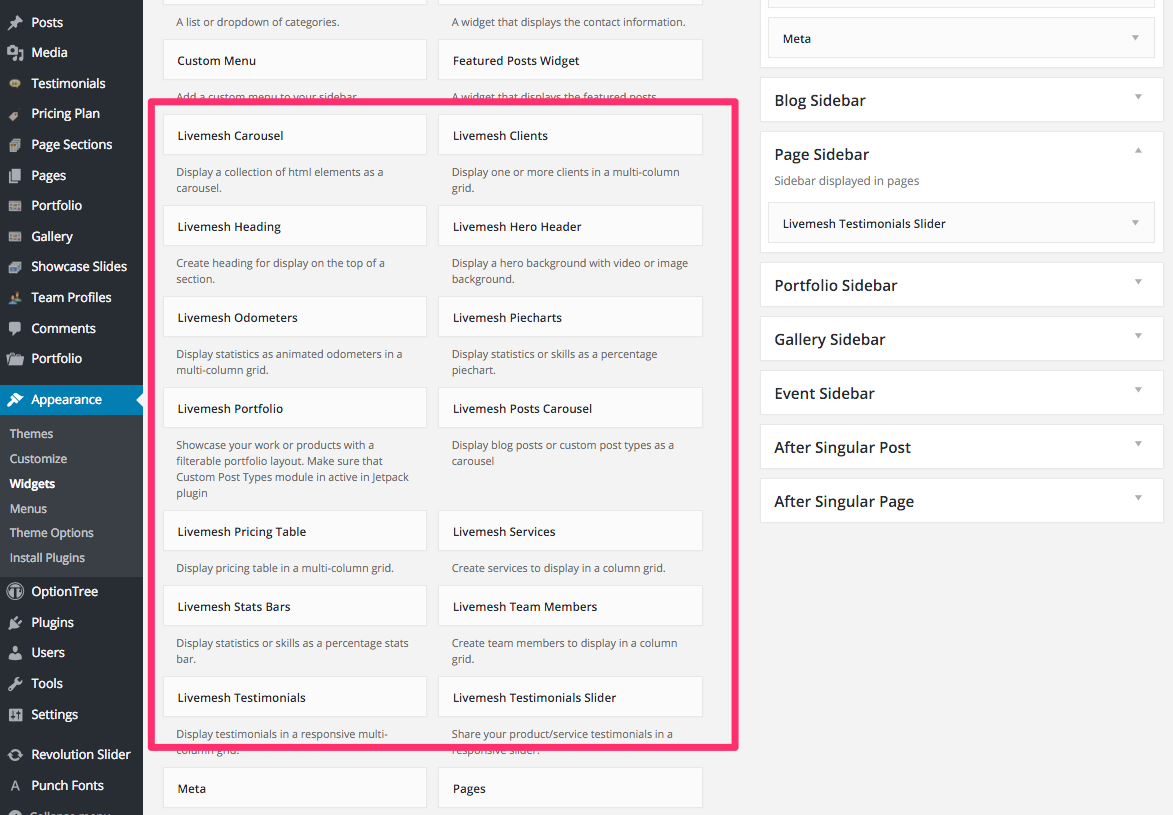 Posts
Media
Testimonials
Pricing Plan
Page Sections
Pages
Portfolio
Gallery
Showcase Slides
Team Profiles
Comments
Portfolio
Appearance
Themes
Customize
Widgets
Menus
Theme Options
Install Plugins
OptionTree
Plugins
Users
Tools
Settings
Revolution Slider
Punch Fonts
Collapse menu
A list or dropdown of categories.
A widget that displays the contact information.
Custom Menu
Featured Posts Widget
Add a custom menu to your sidebar.
A widget that displays the featured posts
Livemesh Carousel
Livemesh Clients
Display a collection of html elements as a
carousel.
Display one or more clients in a multi-column
grid.
Livemesh Heading
Livemesh Hero Header
Create heading for display on the top of a
section.
Display a hero background with video or image
background.
Livemesh Odometers
Livemesh Piecharts
Display statistics as animated odometers in a
multi-column grid.
Display statistics or skills as a percentage
piechart.
Livemesh Portfolio
Livemesh Posts Carousel
Showcase your work or products with a
filterable portfolio layout. Make sure that
Custom Post Types module in active in Jetpack
plugin
Display blog posts or custom post types as a
carousel
Livemesh Pricing Table
Livemesh Services
Display pricing table in a multi-column grid.
Create services to display in a column grid.
Livemesh Stats Bars
Livemesh Team Members
Display statistics or skills as a percentage stats
bar.
Create team members to display in a column
grid.
Livemesh Testimonials
Livemesh Testimonials Slider
Display testimonials in a responsive multi-
column grid.
Share your product/service testimonials in a
responsive slider.
Meta
Pages
Meta
Blog Sidebar
Page Sidebar
Sidebar displayed in pages
Livemesh Testimonials Slider
Portfolio Sidebar
Gallery Sidebar
Event Sidebar
After Singular Post
After Singular Page